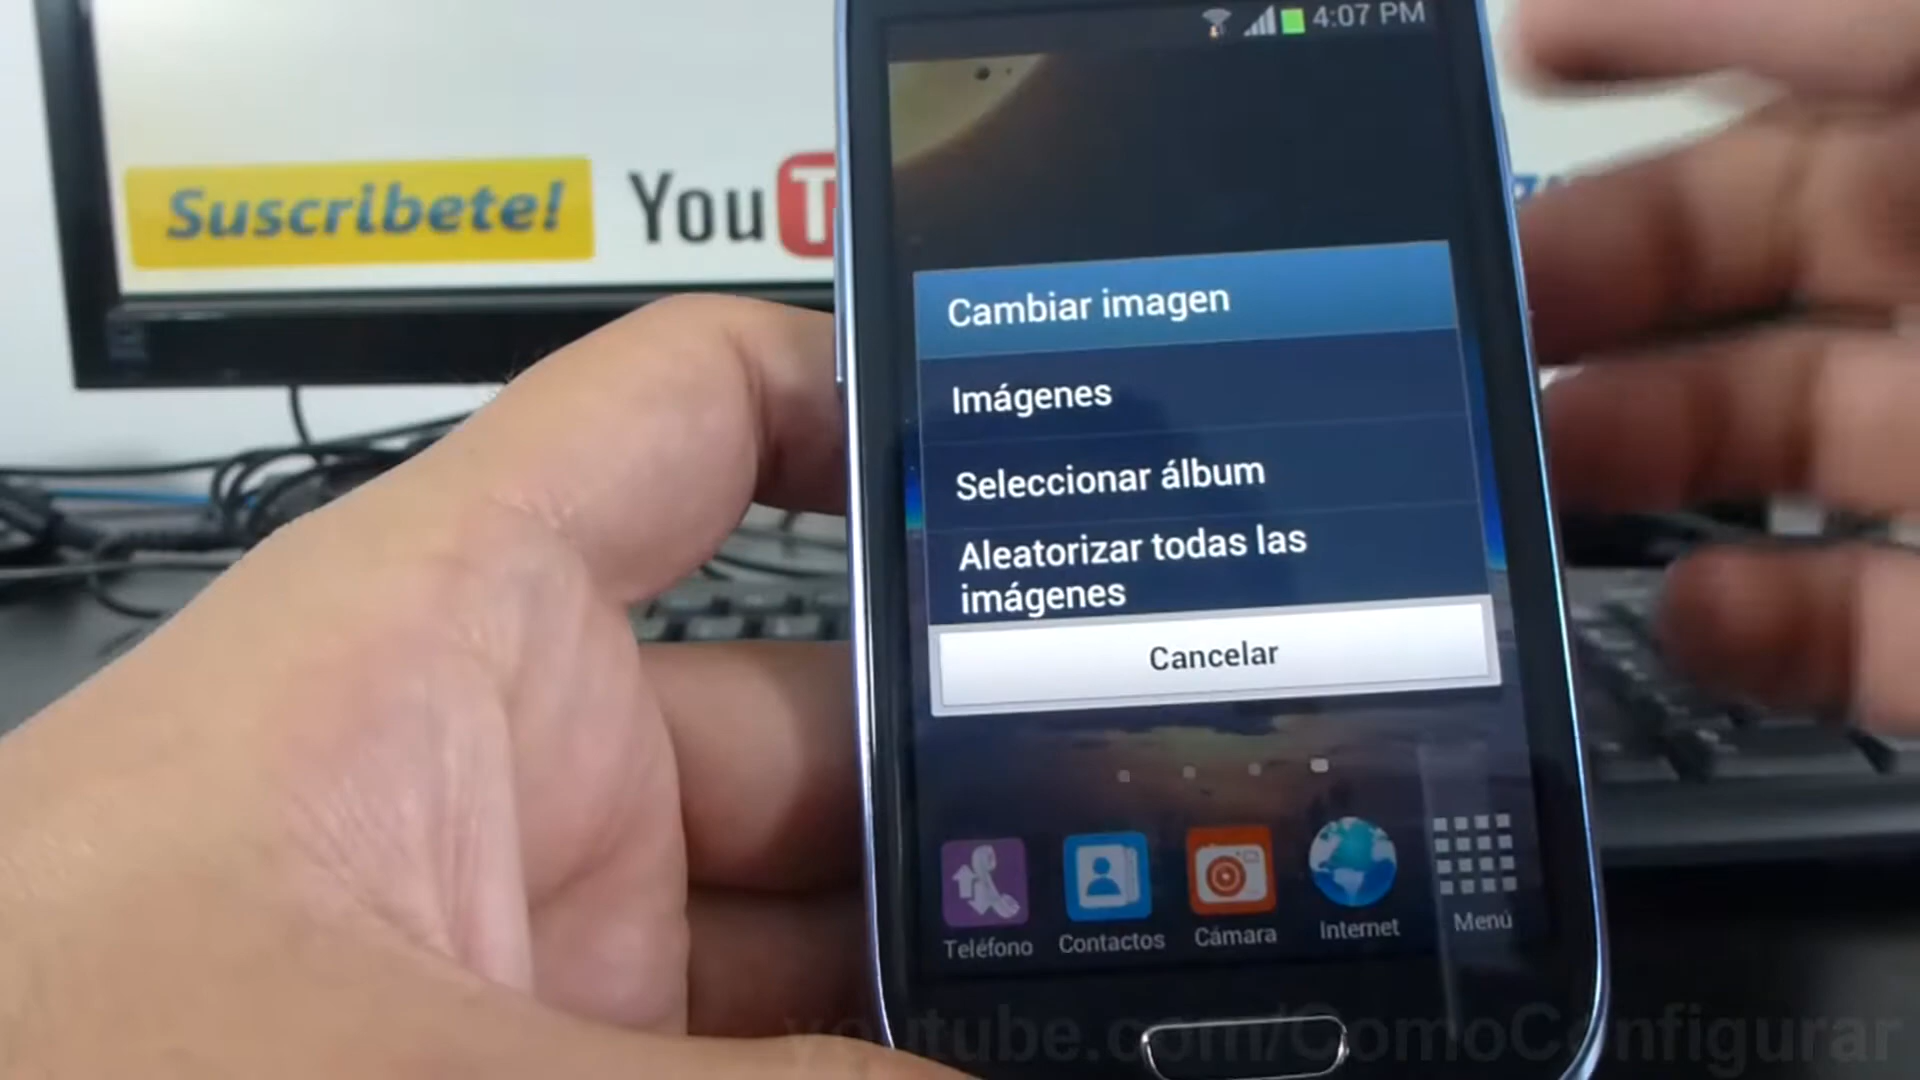 4:07 PM
Suscribete!
YouT
Cambiar imagen
Imágenes
Seleccionar álbum
Aleatorizar todas las
imágenes
Cancelar
Teléfono
Contactos
Cámara
Internet
Menú
youtube.com/ComoConfigurar